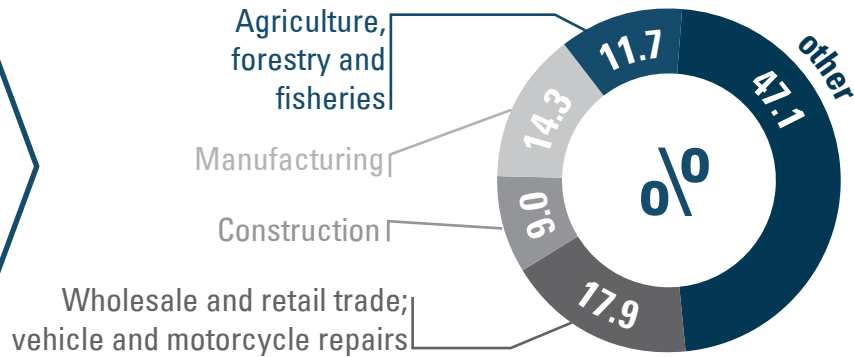 Agriculture,
forestry and
fisheries
11.7
other
47.1
14.3
Manufacturing
%
9.0
Construction
Wholesale and retail trade;
vehicle and motorcycle repairs
17.9